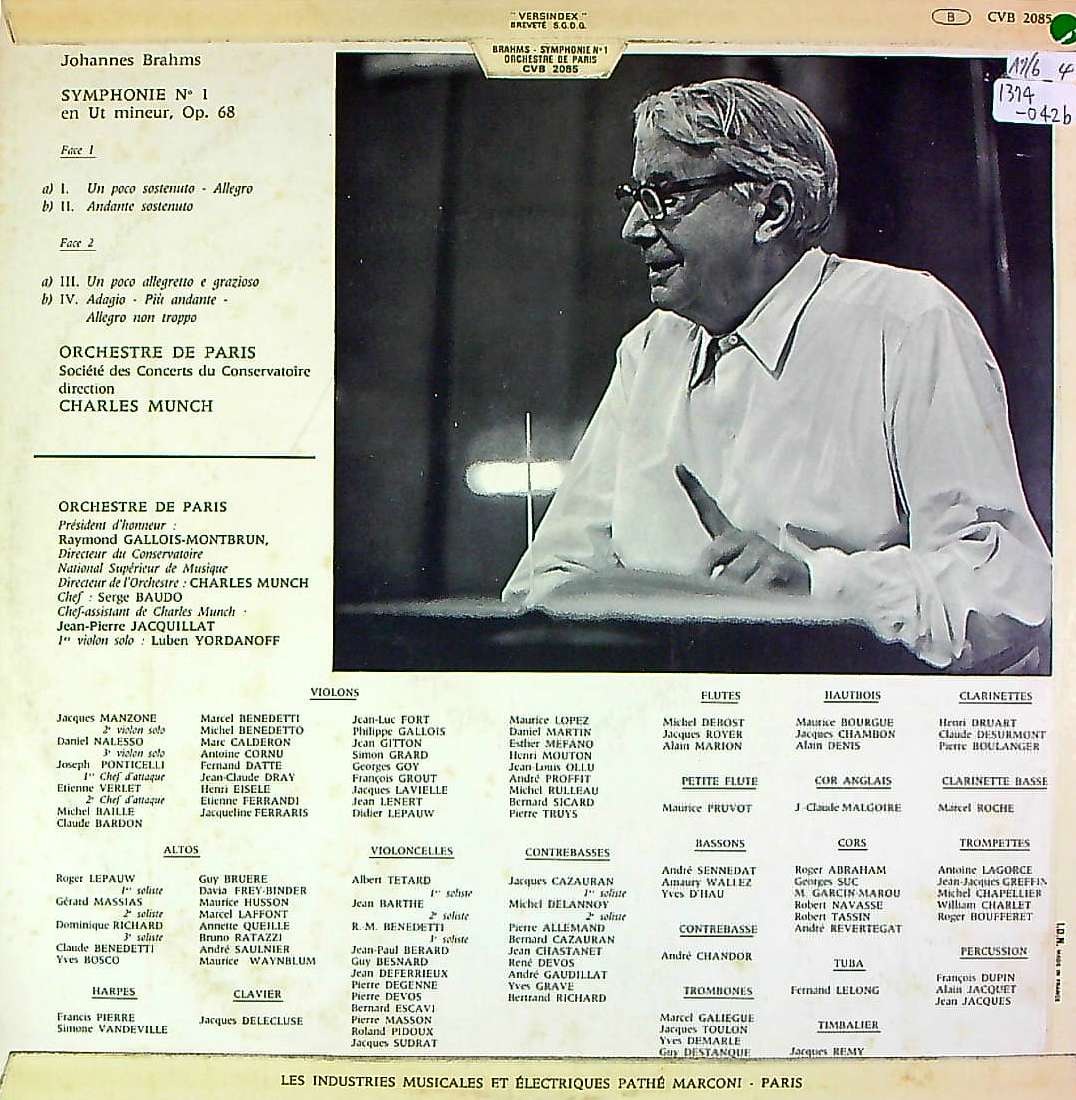 " VERSINDEX "
BREVETÉ S.G.D.G.
B CVB 2085
BRAHMS - SYMPHONIE N° 1
ORCHESTRE DE PARIS
CVB 2085
1374
-042b
Johannes Brahms
SYMPHONIE N° 1
en Ut mineur, Op. 68
Face 1
a) I. Un poco sostenuto - Allegro
b) II. Andante sostenuto
Face 2
a) III. Un poco allegretto e grazioso
b) IV. Adagio - Più andante -
Allegro non troppo
ORCHESTRE DE PARIS
Société des Concerts du Conservatoire
direction
CHARLES MUNCH
ORCHESTRE DE PARIS
Président d'honneur :
Raymond GALLOIS-MONTBRUN,
Directeur du Conservatoire
National Supérieur de Musique
Directeur de l'Orchestre : CHARLES MUNCH
Chef : Serge BAUDO
Chef-assistant de Charles Munch :
Jean-Pierre JACQUILLAT
1er violon solo : Luben YORDANOFF
VIOLONS
Jacques MANZONE
2e violon solo
Daniel NALESSO
3e violon solo
Joseph PONTICELLI
1er Chef d'attaque
Etienne VERLET
2e Chef d'attaque
Michel BAILLE
Claude BARDON
Marcel BENEDETTI
Michel BENEDETTO
Marc CALDERON
Antoine CORNU
Fernand DATTE
Jean-Claude DRAY
Henri EISELE
Etienne FERRANDI
Jacqueline FERRARIS
Jean-Luc FORT
Philippe GALLOIS
Jean GITTON
Simon GRARD
Georges GOY
François GROUT
Jacques LAVIELLE
Jean LENERT
Didier LEPAUW
Maurice LOPEZ
Daniel MARTIN
Esther MEFANO
Henri MOUTON
Jean-Louis OLLU
André PROFFIT
Michel RULLEAU
Bernard SICARD
Pierre TRUYS
ALTOS
Roger LEPAUW
1er soliste
Gérard MASSIAS
2e soliste
Dominique RICHARD
3e soliste
Claude BENEDETTI
Yves BOSCO
Guy BRUERE
Davia FREY-BINDER
Maurice HUSSON
Marcel LAFFONT
Annette QUEILLE
Bruno RATAZZI
André SAULNIER
Maurice WAYNBLUM
HARPES
Francis PIERRE
Simone VANDEVILLE
CLAVIER
Jacques DELECLUSE
VIOLONCELLES
Albert TETARD
1er soliste
Jean BARTHE
2e soliste
R.-M. BENEDETTI
3e soliste
Jean-Paul BERARD
Guy BESNARD
Jean DEFERRIEUX
Pierre DEGENNE
Pierre DEVOS
Bernard ESCAVI
Pierre MASSON
Roland PIDOUX
Jacques SUDRAT
CONTREBASSES
Jacques CAZAURAN
1er soliste
Michel DELANNOY
2e soliste
Pierre ALLEMAND
Bernard CAZAURAN
Jean CHASTANET
René DEVOS
André GAUDILLAT
Yves GRAVE
Bertrand RICHARD
FLUTES
Michel DEBOST
Jacques ROYER
Alain MARION
PETITE FLUTE
Maurice PRUVOT
BASSONS
André SENNEDAT
Amaury WALLEZ
Yves D'HAU
CONTREBASSE
André CHANDOR
TROMBONES
Marcel GALIEGUE
Jacques TOULON
Yves DEMARLE
Guy DESTANQUE
HAUTBOIS
Maurice BOURGUE
Jacques CHAMBON
Alain DENIS
COR ANGLAIS
J-Claude MALGOIRE
CORS
Roger ABRAHAM
Georges SUC
M. GARCIN-MAROU
Robert NAVASSE
Robert TASSIN
André REVERTEGAT
TUBA
Fernand LELONG
TIMBALIER
Jacques REMY
CLARINETTES
Henri DRUART
Claude DESURMONT
Pierre BOULANGER
CLARINETTE BASSE
Marcel ROCHE
TROMPETTES
Antoine LAGORCE
Jean-Jacques GREFFIN
Michel CHAPELLIER
William CHARLET
Roger BOUFFERET
PERCUSSION
François DUPIN
Alain JACQUET
Jean JACQUES
I.D.N. MADE IN FRANCE
LES INDUSTRIES MUSICALES ET ÉLECTRIQUES PATHÉ MARCONI - PARIS